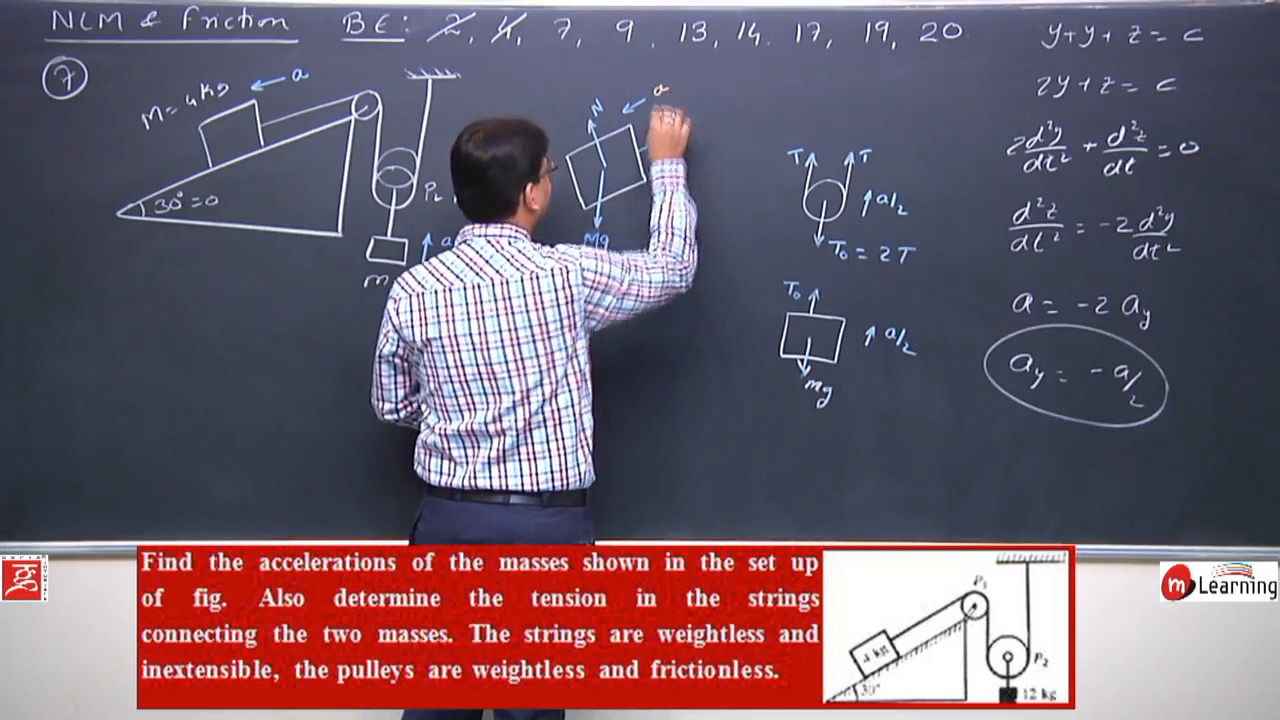 NLM & Friction BE: 2, 4, 7, 9, 13, 14, 17, 19, 20
7
M = 4 kg
a
30° = θ
P2
m
N
a
Mg
T T
a/2
T0 = 2T
T0
a/2
mg
y + y + z = c
2y + z = c
2 d²y/dt² + d²z/dt = 0
d²z/dt² = -2 d²y/dt²
a = -2 ay
ay = -a/2
Find the accelerations of the masses shown in the set up
of fig. Also determine the tension in the strings
connecting the two masses. The strings are weightless and
inextensible, the pulleys are weightless and frictionless.
P1
4 kg
P2
30°
12 kg
m Learning